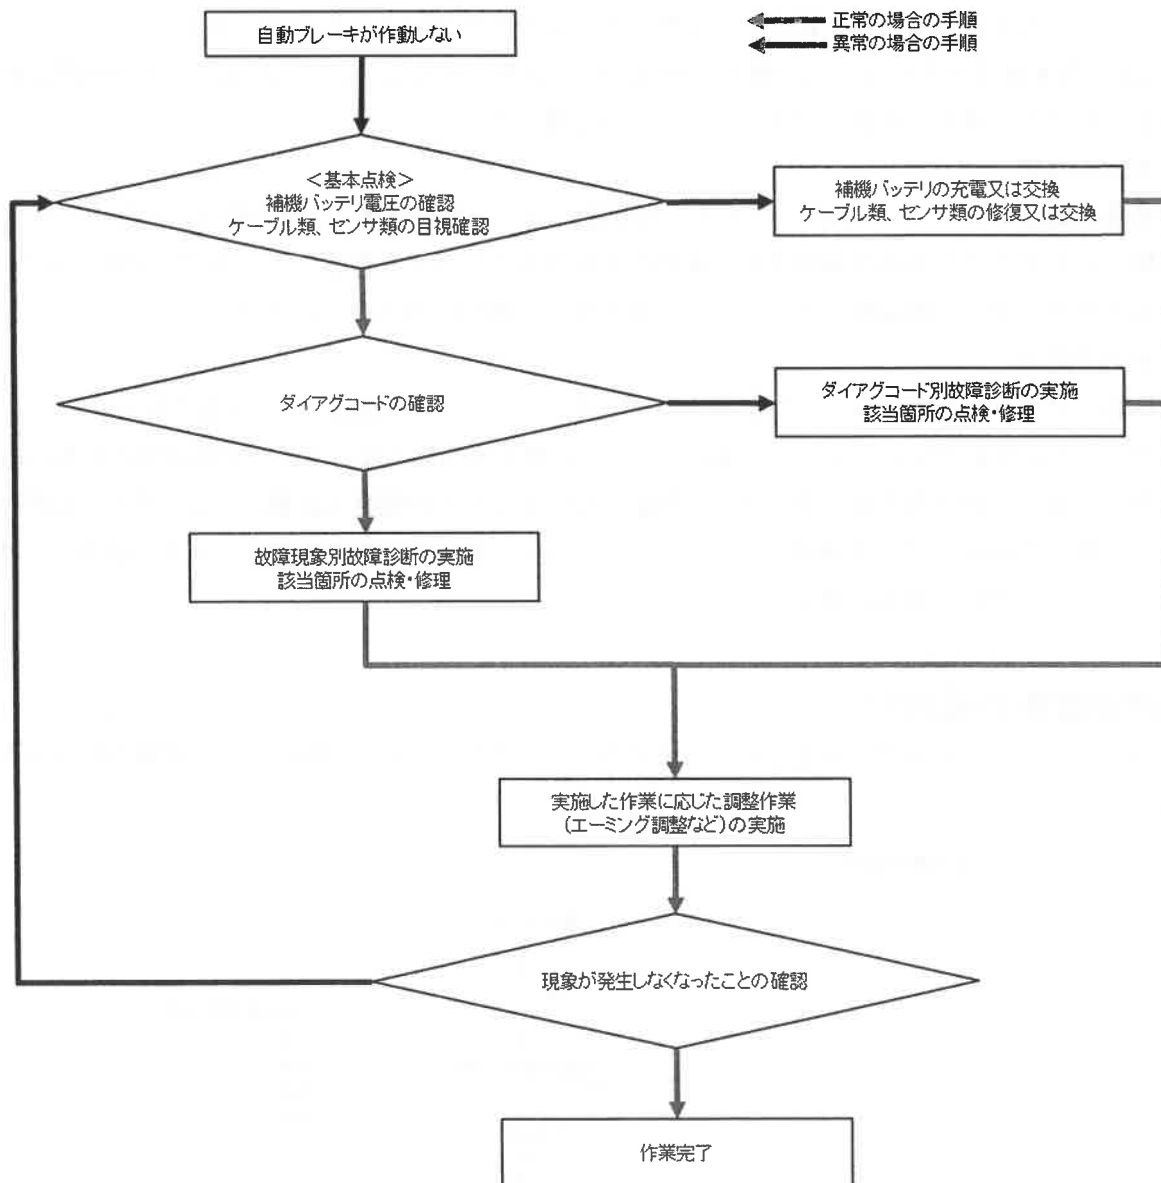 自動ブレーキが作動しない
正常の場合の手順
異常の場合の手順
<基本点検>
補機バッテリ電圧の確認
ケーブル類、センサ類の目視確認
補機バッテリの充電又は交換
ケーブル類、センサ類の修復又は交換
ダイアグコードの確認
ダイアグコード別故障診断の実施
該当箇所の点検・修理
故障現象別故障診断の実施
該当箇所の点検・修理
実施した作業に応じた調整作業
(エーミング調整など)の実施
現象が発生しなくなったことの確認
作業完了